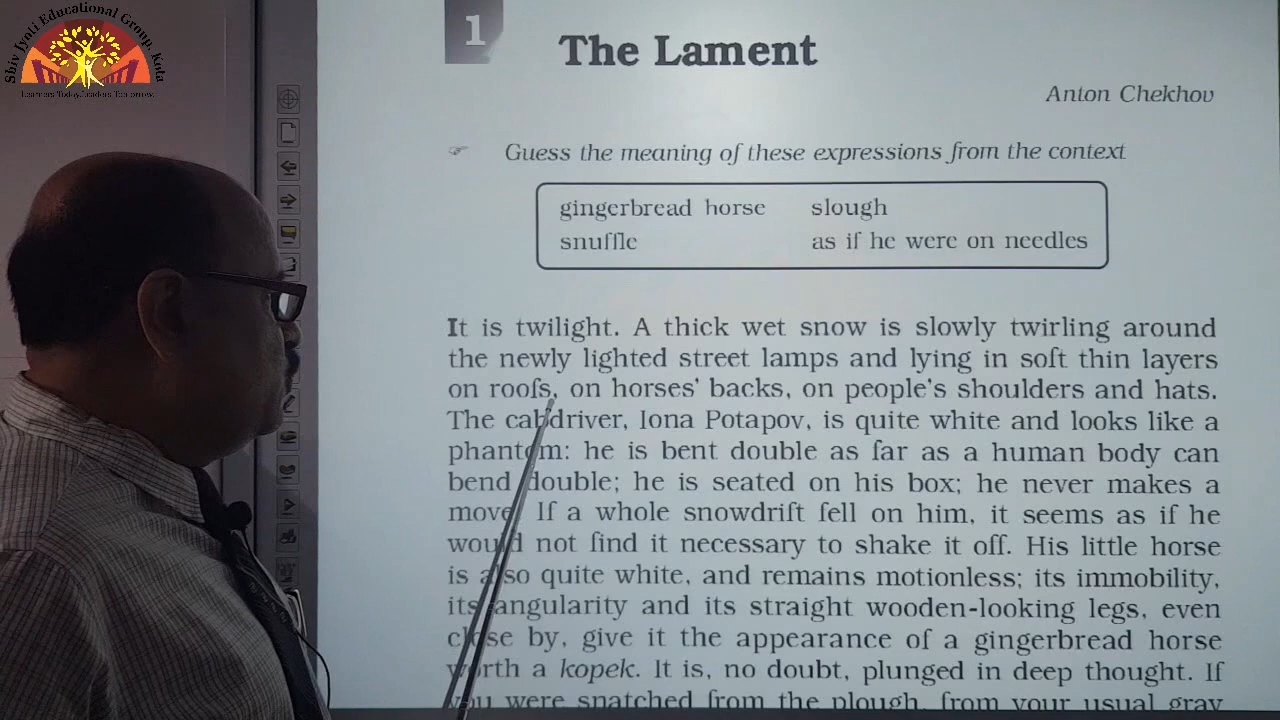 Shiv Jyoti Educational Group, Kota
Learners Today, Leaders Tomorrow
1
The Lament
Anton Chekhov
☞ Guess the meaning of these expressions from the context
gingerbread horse slough
snuffle as if he were on needles
It is twilight. A thick wet snow is slowly twirling around
the newly lighted street lamps and lying in soft thin layers
on roofs, on horses’ backs, on people’s shoulders and hats.
The cabdriver, Iona Potapov, is quite white and looks like a
phantom: he is bent double as far as a human body can
bend double; he is seated on his box; he never makes a
move. If a whole snowdrift fell on him, it seems as if he
would not find it necessary to shake it off. His little horse
is also quite white, and remains motionless; its immobility,
its angularity and its straight wooden-looking legs, even
close by, give it the appearance of a gingerbread horse
worth a kopek. It is, no doubt, plunged in deep thought. If
you were snatched from the plough, from your usual gray